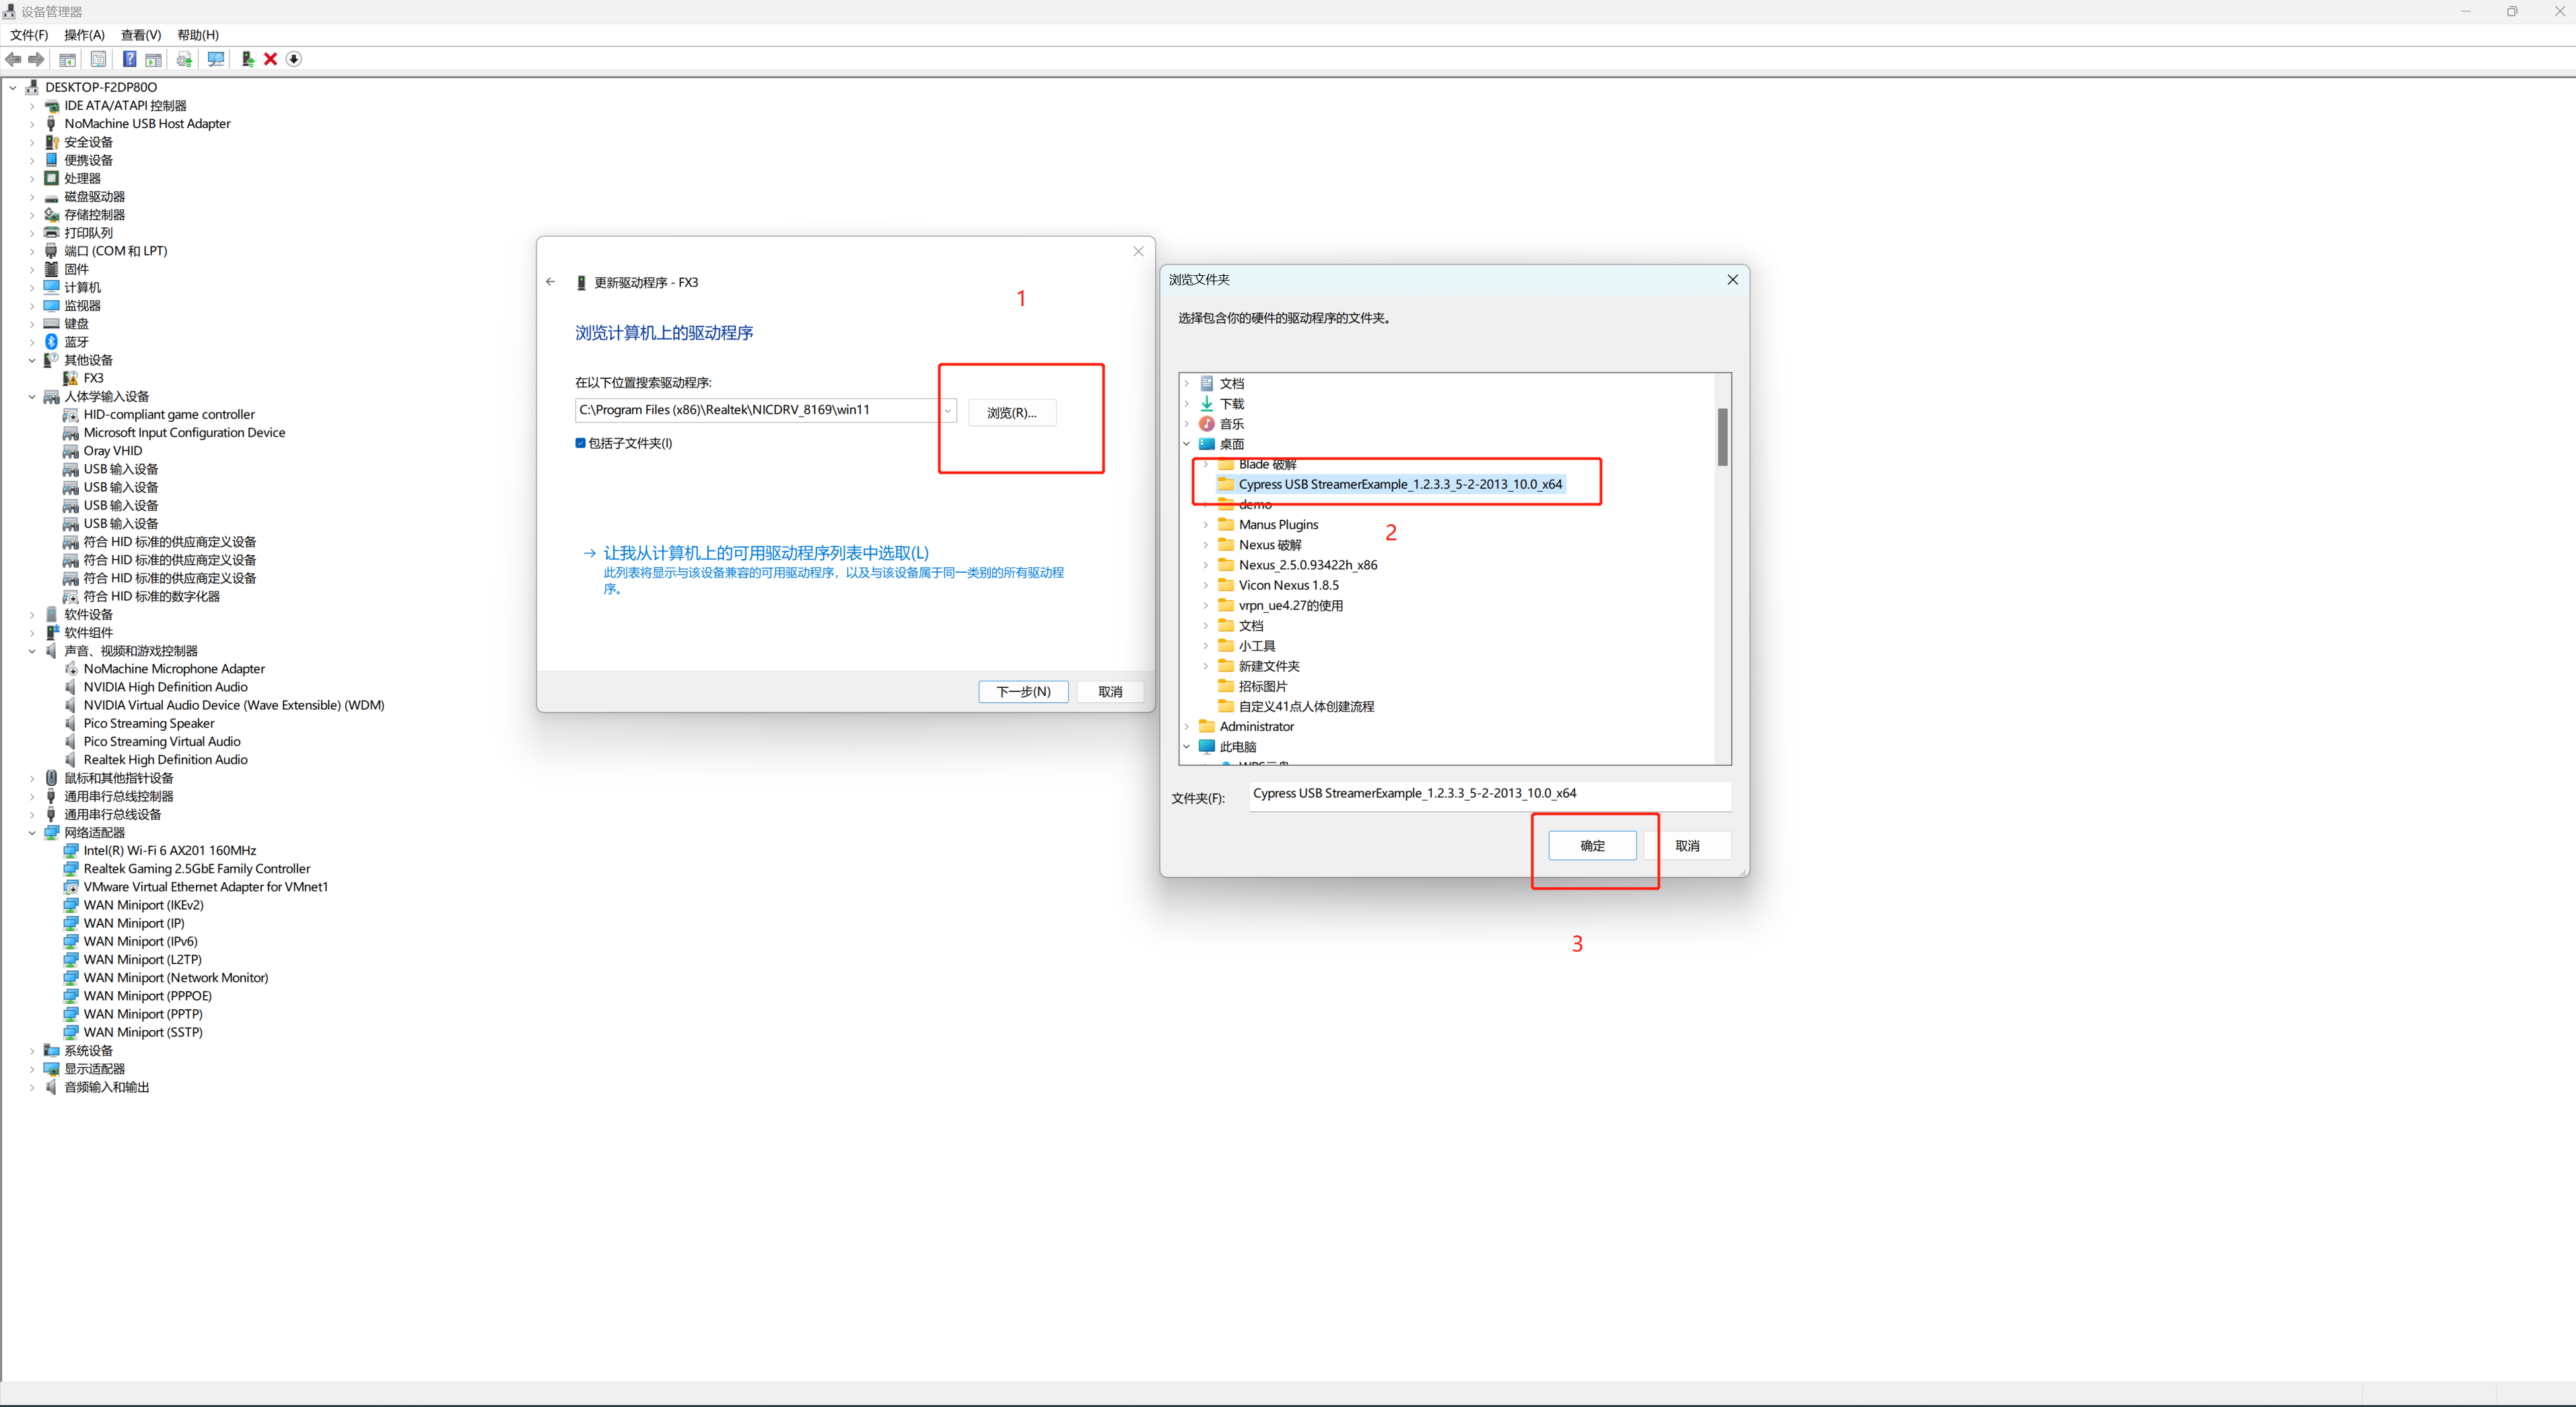 设备管理器
文件(F) 操作(A) 查看(V) 帮助(H)
DESKTOP-F2DP80O
IDE ATA/ATAPI 控制器
NoMachine USB Host Adapter
安全设备
便携设备
处理器
磁盘驱动器
存储控制器
打印队列
端口 (COM 和 LPT)
固件
计算机
监视器
键盘
蓝牙
其他设备
FX3
人体学输入设备
HID-compliant game controller
Microsoft Input Configuration Device
Oray VHID
USB 输入设备
USB 输入设备
USB 输入设备
USB 输入设备
符合 HID 标准的供应商定义设备
符合 HID 标准的供应商定义设备
符合 HID 标准的供应商定义设备
符合 HID 标准的数字化器
软件设备
软件组件
声音、视频和游戏控制器
NoMachine Microphone Adapter
NVIDIA High Definition Audio
NVIDIA Virtual Audio Device (Wave Extensible) (WDM)
Pico Streaming Speaker
Pico Streaming Virtual Audio
Realtek High Definition Audio
鼠标和其他指针设备
通用串行总线控制器
通用串行总线设备
网络适配器
Intel(R) Wi-Fi 6 AX201 160MHz
Realtek Gaming 2.5GbE Family Controller
VMware Virtual Ethernet Adapter for VMnet1
WAN Miniport (IKEv2)
WAN Miniport (IP)
WAN Miniport (IPv6)
WAN Miniport (L2TP)
WAN Miniport (Network Monitor)
WAN Miniport (PPPOE)
WAN Miniport (PPTP)
WAN Miniport (SSTP)
系统设备
显示适配器
音频输入和输出
更新驱动程序 - FX3
1
浏览计算机上的驱动程序
在以下位置搜索驱动程序:
C:\Program Files (x86)\Realtek\NICDRV_8169\win11
浏览(R)...
包括子文件夹(I)
让我从计算机上的可用驱动程序列表中选取(L)
此列表将显示与该设备兼容的可用驱动程序，以及与该设备属于同一类别的所有驱动程
序。
下一步(N) 取消
浏览文件夹
选择包含你的硬件的驱动程序的文件夹。
文档
下载
音乐
桌面
Blade 破解
Cypress USB StreamerExample_1.2.3.3_5-2-2013_10.0_x64
demo
Manus Plugins
2
Nexus 破解
Nexus_2.5.0.93422h_x86
Vicon Nexus 1.8.5
vrpn_ue4.27的使用
文档
小工具
新建文件夹
招标图片
自定义41点人体创建流程
Administrator
此电脑
WPS云盘
文件夹(F): Cypress USB StreamerExample_1.2.3.3_5-2-2013_10.0_x64
确定 取消
3